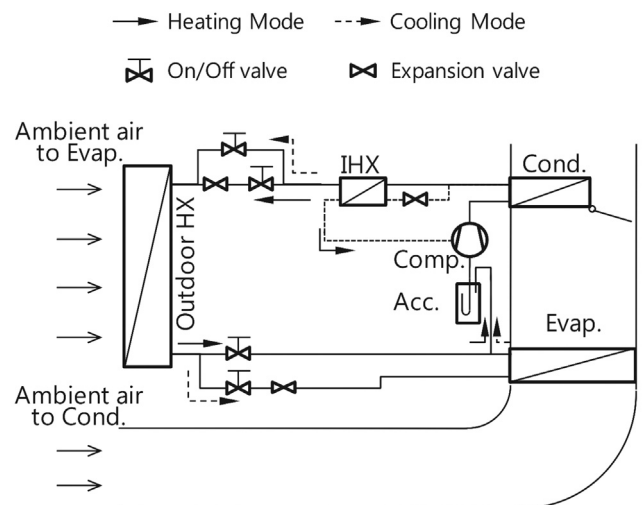 Heating Mode
Cooling Mode
On/Off valve
Expansion valve
Ambient air
to Evap.
IHX
Cond.
Outdoor HX
Comp.
Acc.
Evap.
Ambient air
to Cond.